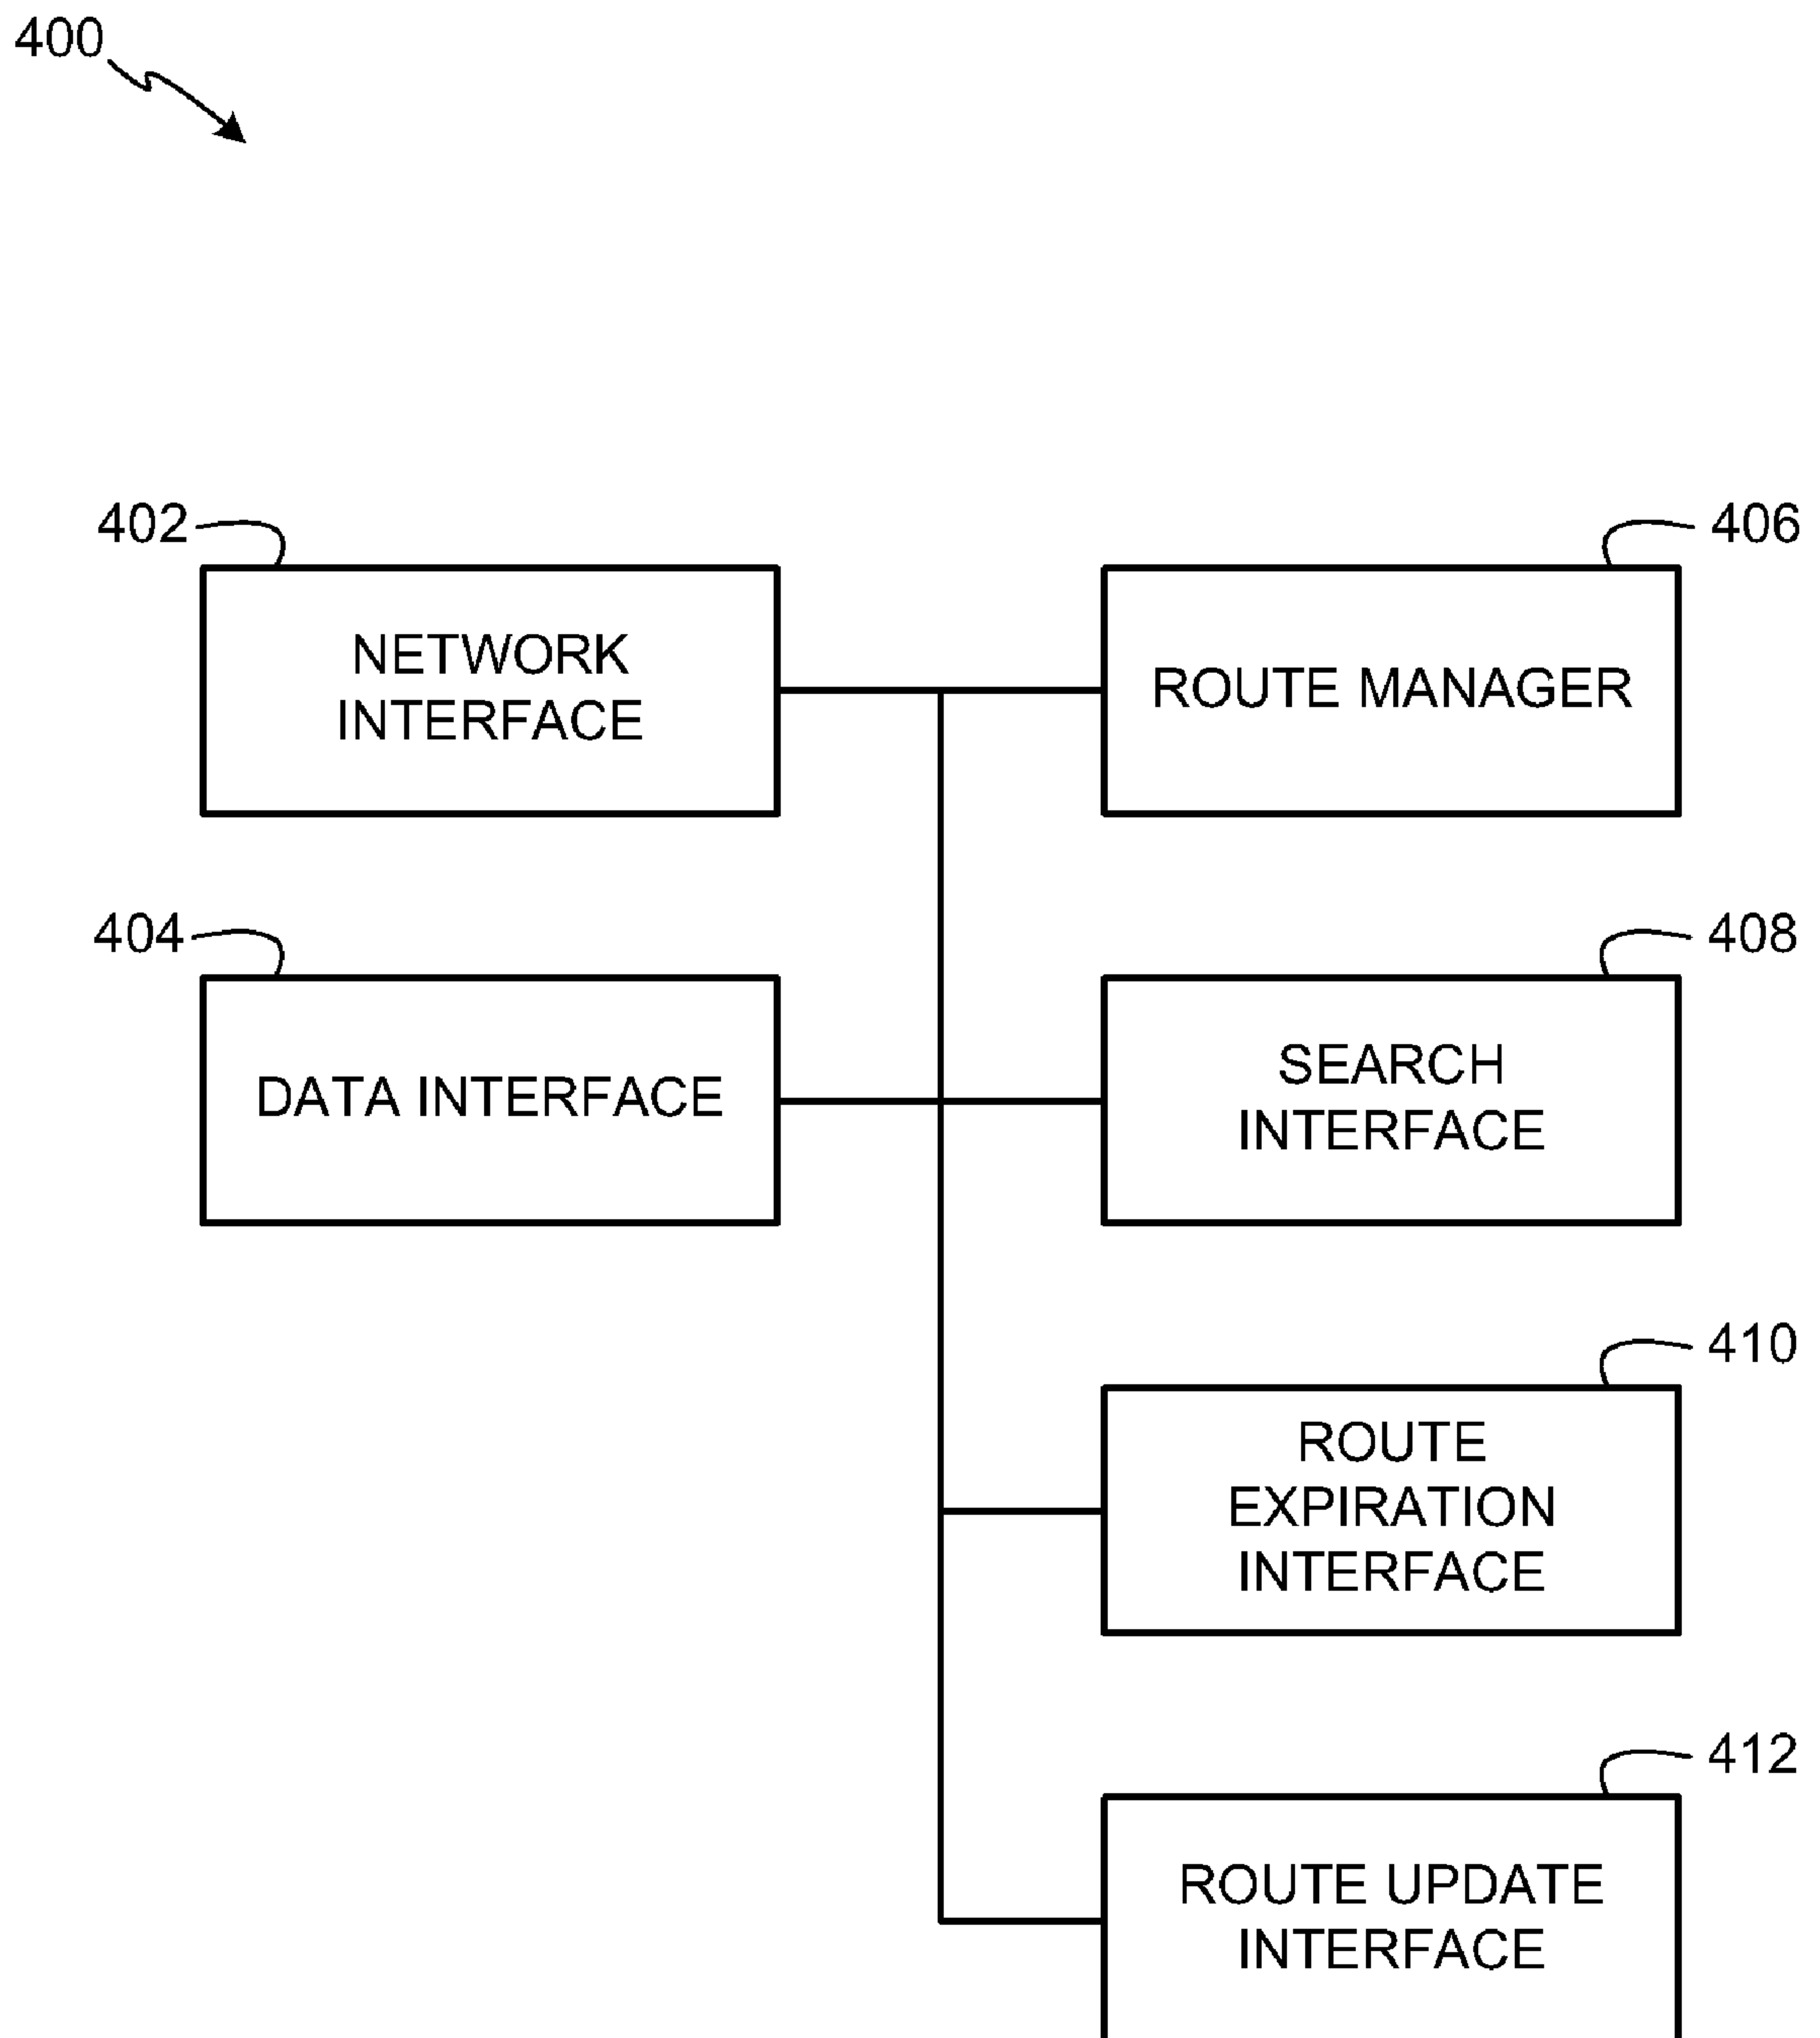 400
402
NETWORK
INTERFACE
406
ROUTE MANAGER
404
DATA INTERFACE
408
SEARCH
INTERFACE
410
ROUTE
EXPIRATION
INTERFACE
412
ROUTE UPDATE
INTERFACE